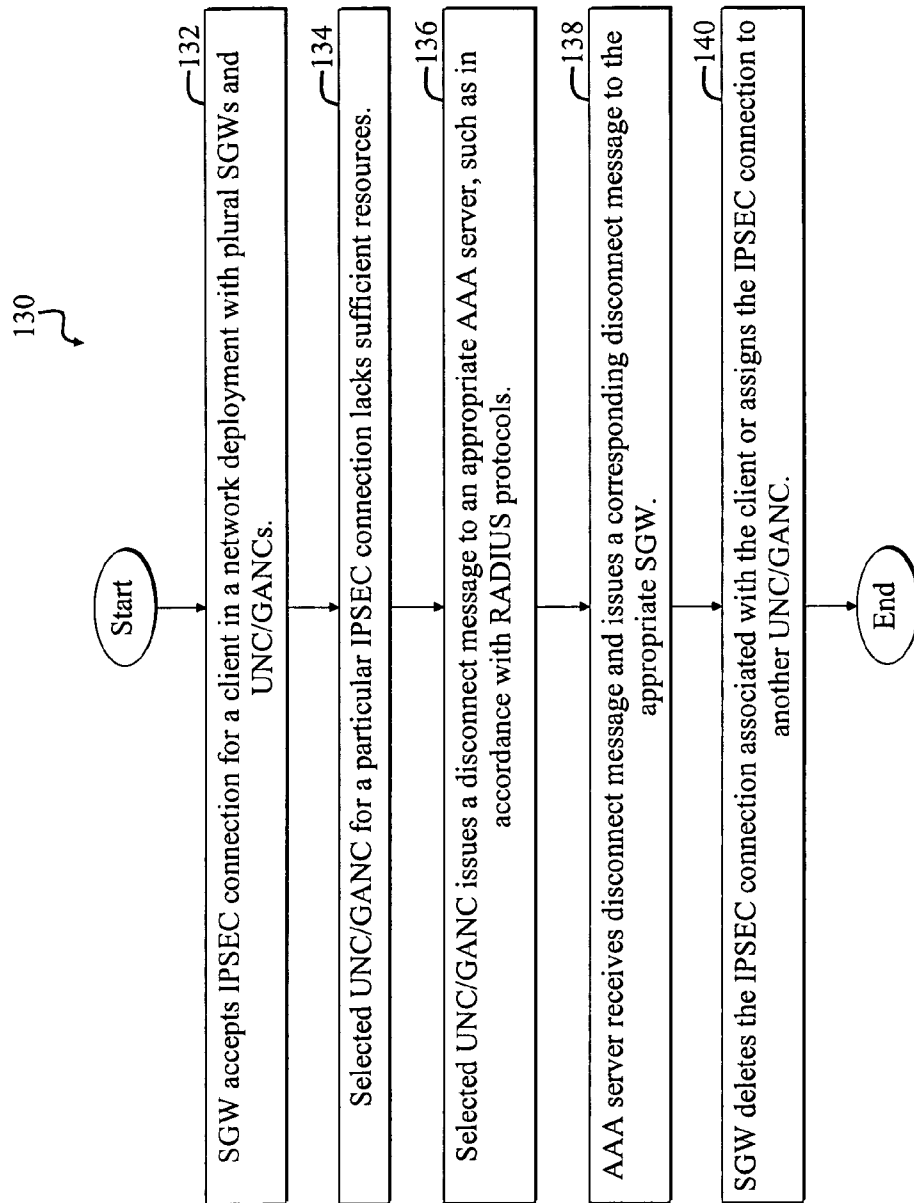 130
Start
132
SGW accepts IPSEC connection for a client in a network deployment with plural SGWs and
UNC/GANCs.
134
Selected UNC/GANC for a particular IPSEC connection lacks sufficient resources.
136
Selected UNC/GANC issues a disconnect message to an appropriate AAA server, such as in
accordance with RADIUS protocols.
138
AAA server receives disconnect message and issues a corresponding disconnect message to the
appropriate SGW.
140
SGW deletes the IPSEC connection associated with the client or assigns the IPSEC connection to
another UNC/GANC.
End